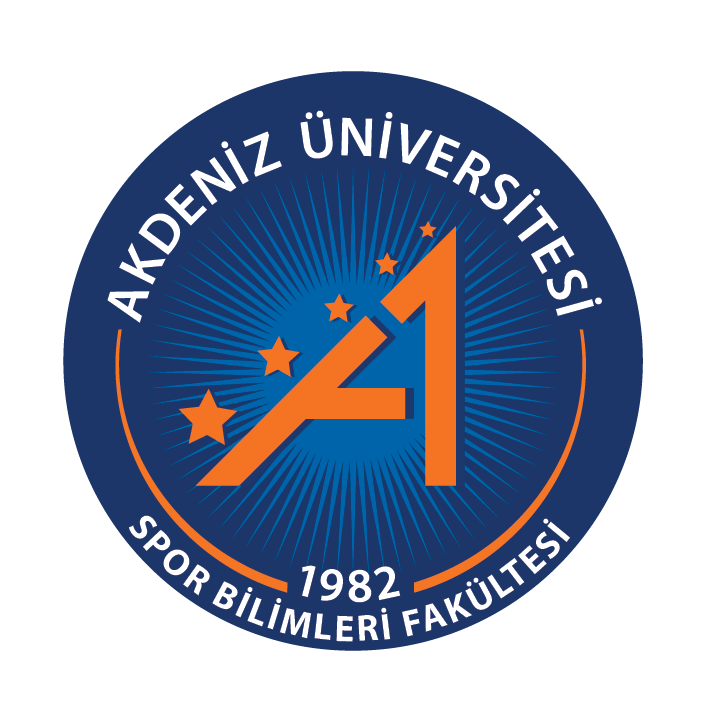 AKDENİZ ÜNİVERSİTESİ
1982
SPOR BİLİMLERİ FAKÜLTESİ